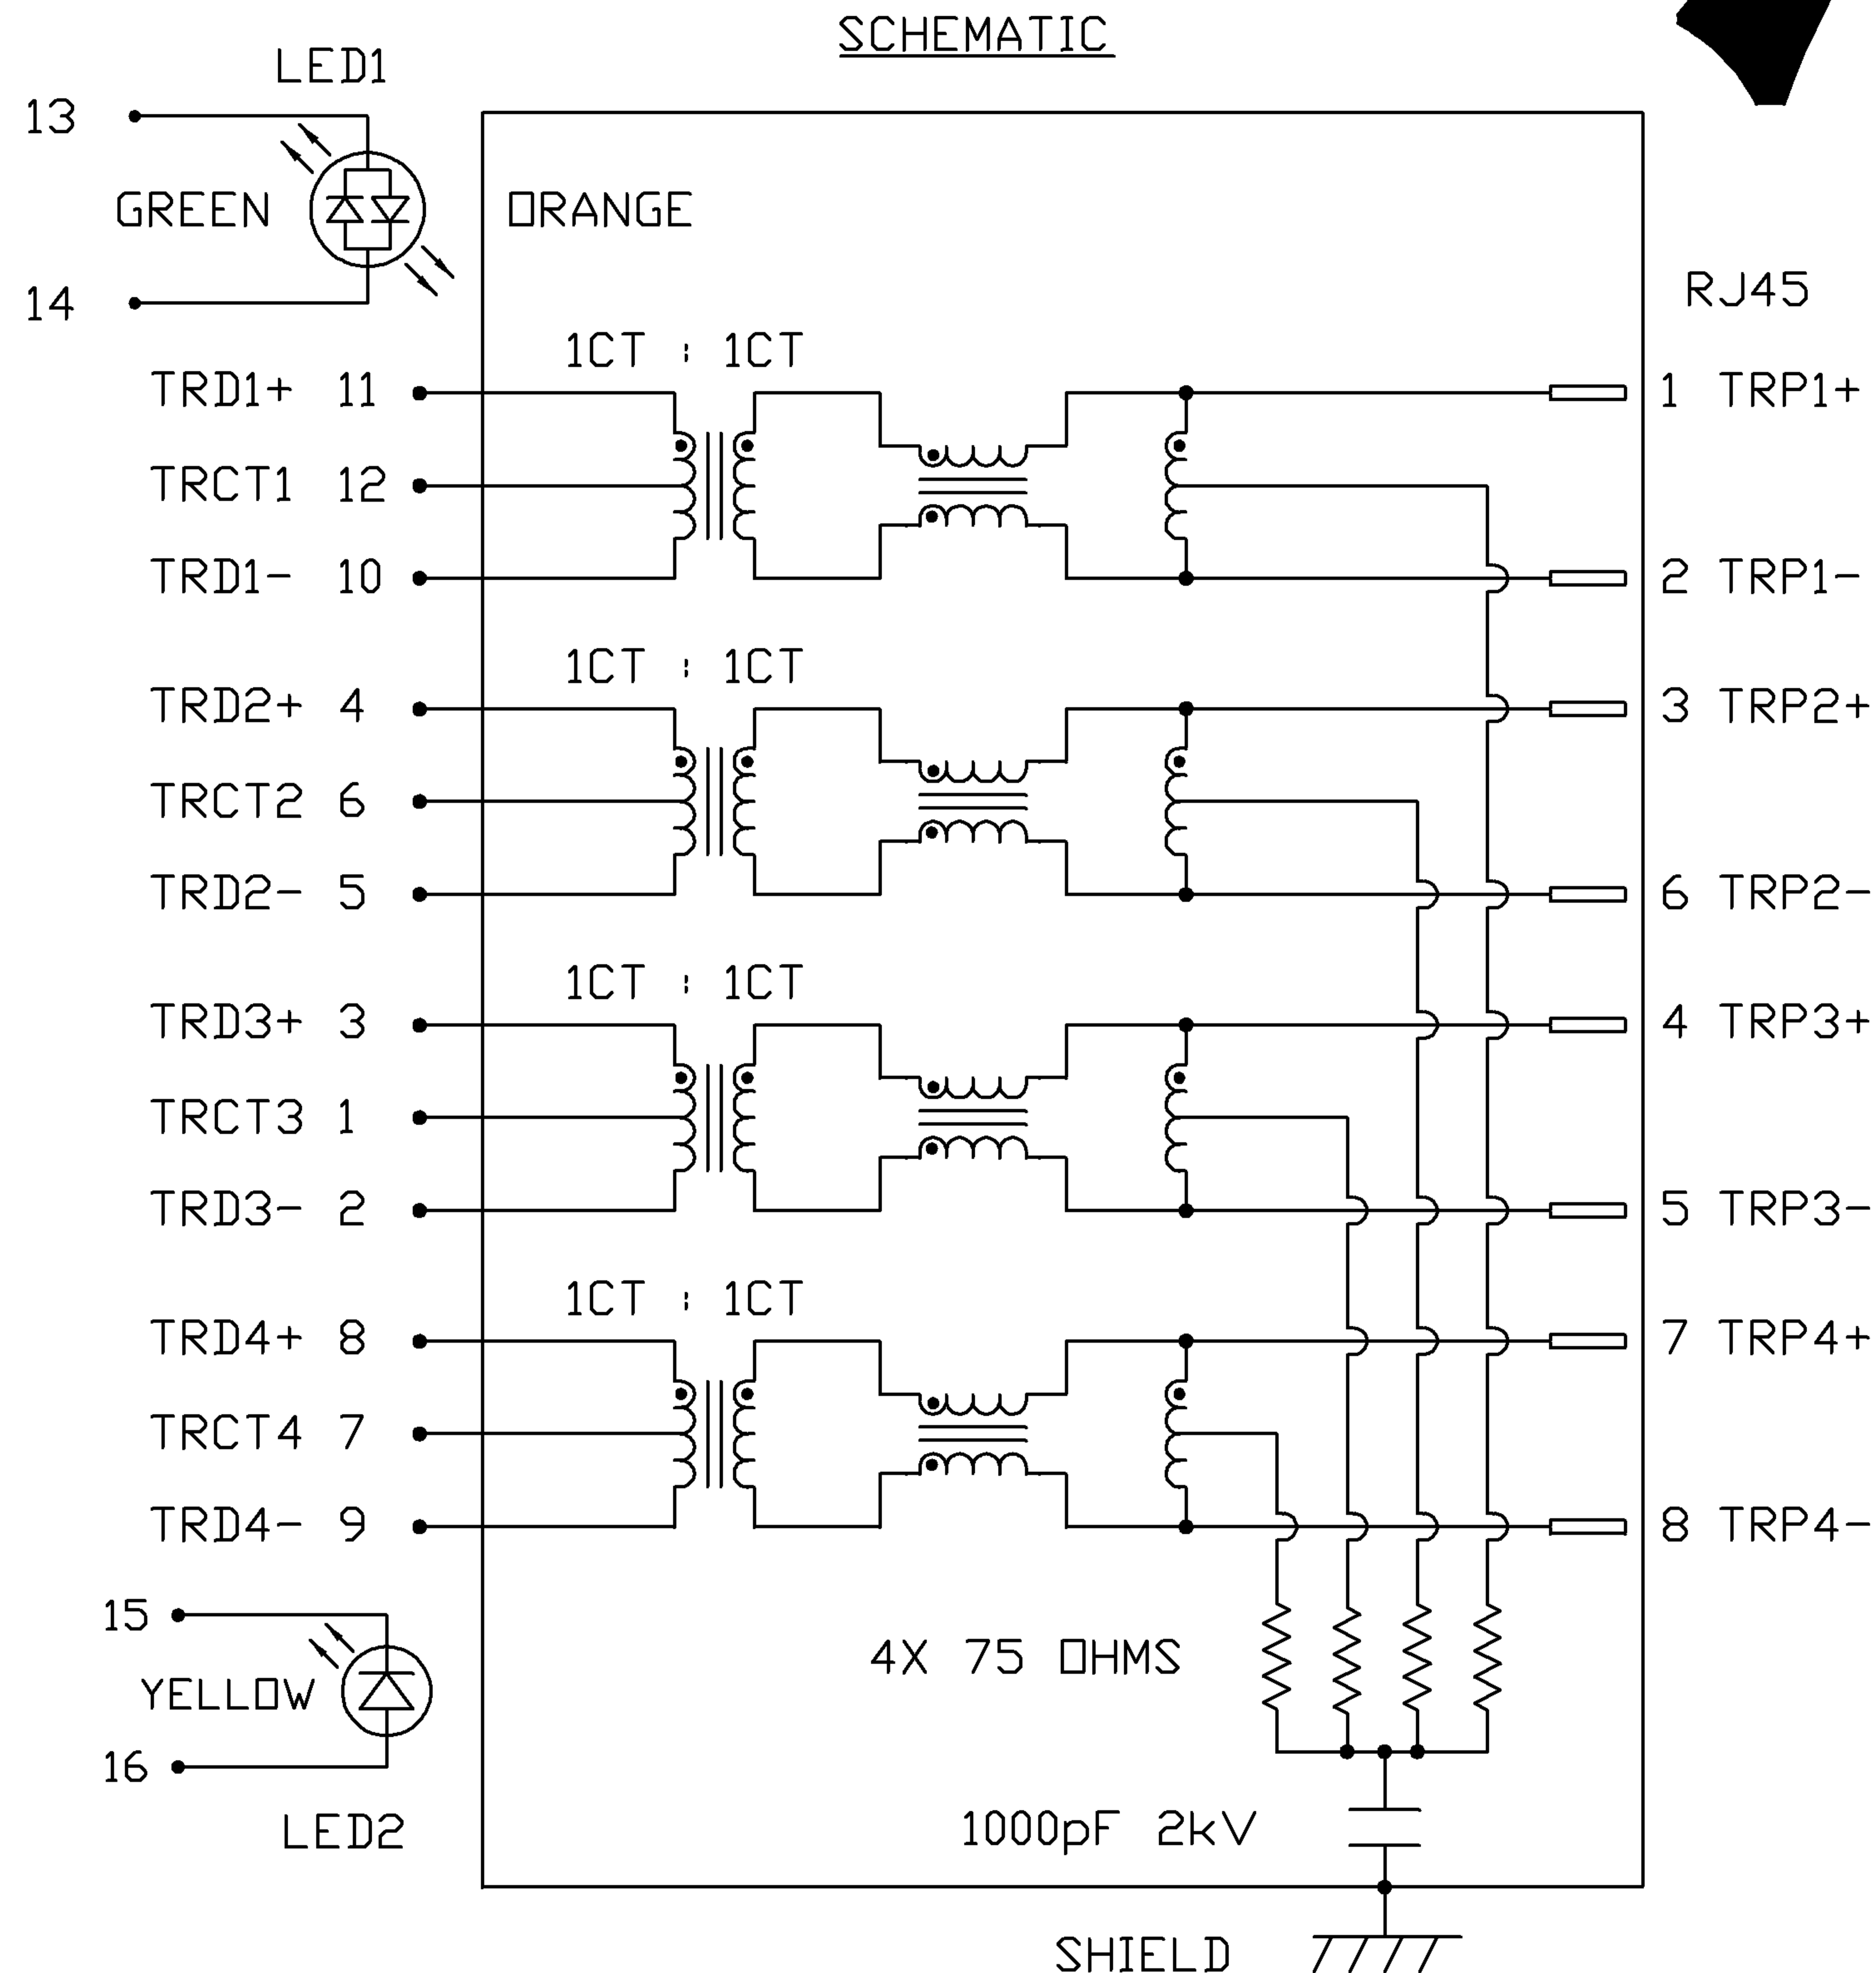 SCHEMATIC
LED1
13
GREEN ORANGE
14
RJ45
1CT : 1CT
TRD1+ 11 1 TRP1+
TRCT1 12
TRD1- 10 2 TRP1-
1CT : 1CT
TRD2+ 4 3 TRP2+
TRCT2 6
TRD2- 5 6 TRP2-
1CT : 1CT
TRD3+ 3 4 TRP3+
TRCT3 1
TRD3- 2 5 TRP3-
1CT : 1CT
TRD4+ 8 7 TRP4+
TRCT4 7
TRD4- 9 8 TRP4-
15
4X 75 OHMS
YELLOW
16
LED2
1000pF 2kV
SHIELD